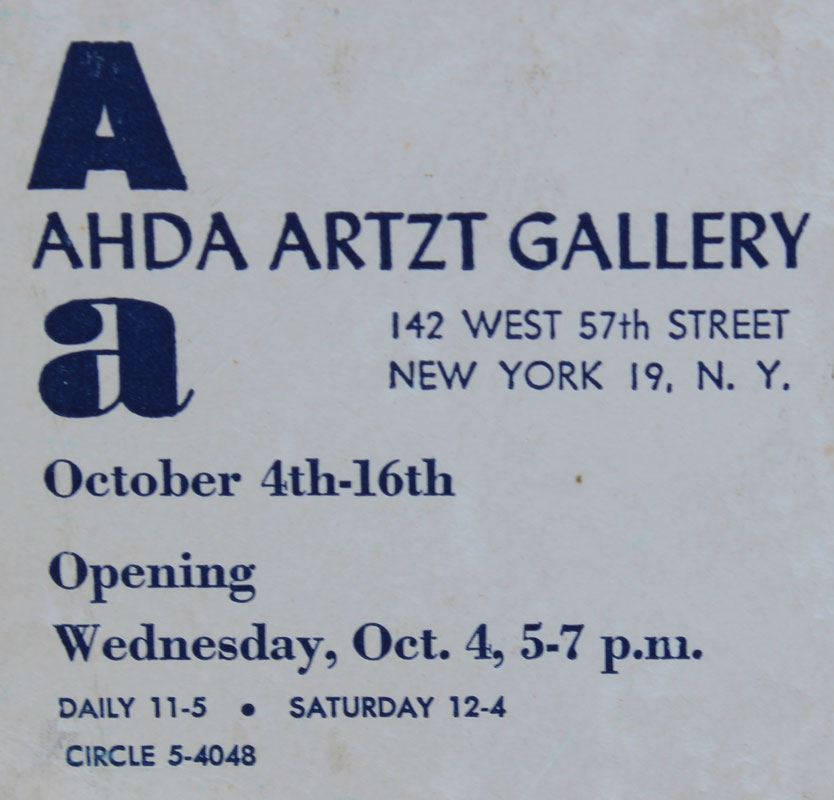 A
AHDA ARTZT GALLERY
a
142 WEST 57th STREET
NEW YORK 19, N. Y.
October 4th-16th
Opening
Wednesday, Oct. 4, 5-7 p.m.
DAILY 11-5 • SATURDAY 12-4
CIRCLE 5-4048